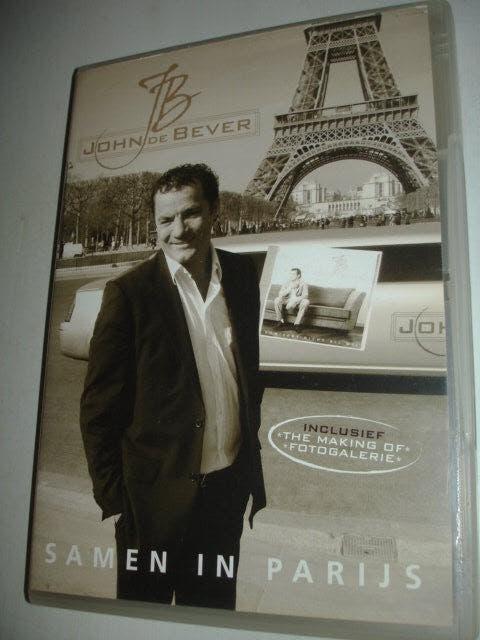 JB
JOHN DE BEVER
JOH
INCLUSIEF
*THE MAKING OF*
*FOTOGALERIE*
SAMEN IN PARIJS